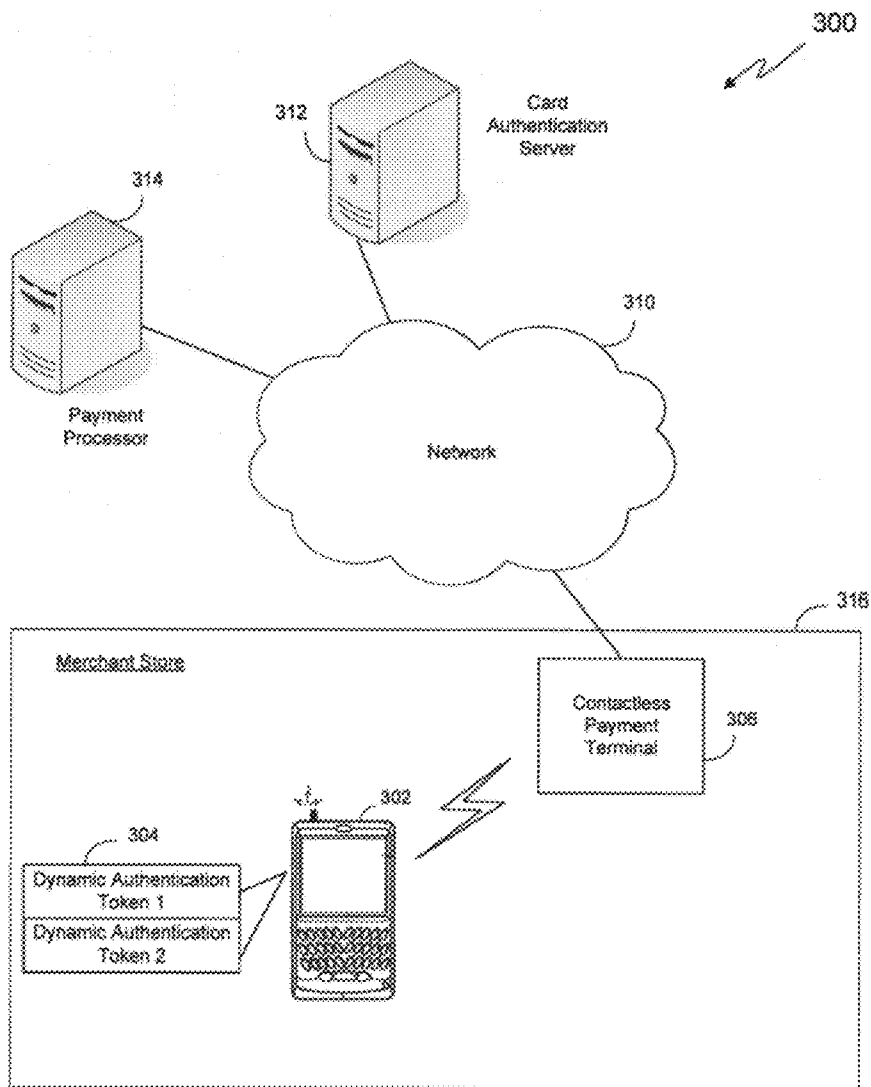 300
312
Card
Authentication
Server
314
Payment
Processor
310
Network
316
Merchant Store
Contactless
Payment
Terminal
306
302
304
Dynamic Authentication
Token 1
Dynamic Authentication
Token 2